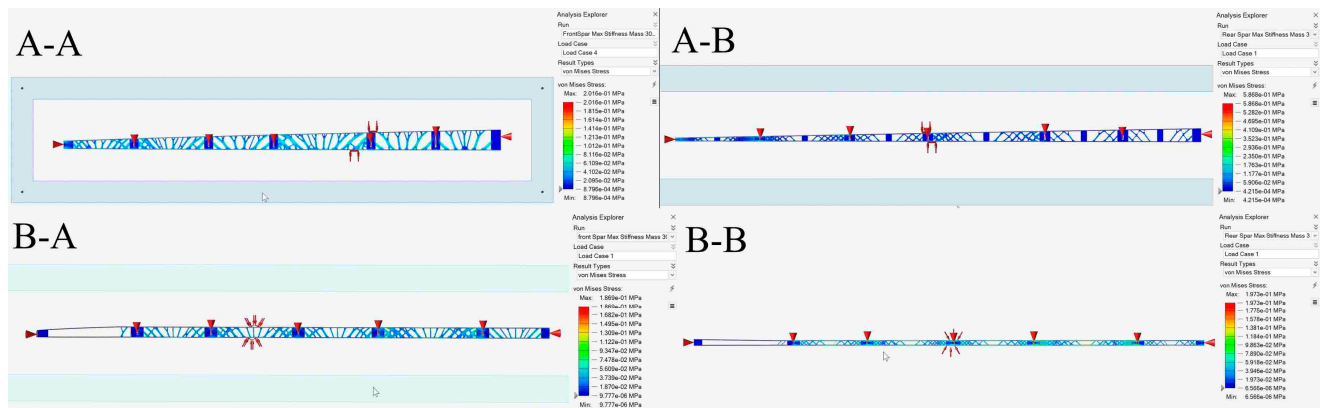 A-A
Analysis Explorer
Run
FrontSpar Max Stiffness Mass 30...
Load Case
Load Case 4
Result Types
von Mises Stress
von Mises Stress:
Max: 2.016e-01 MPa
2.016e-01 MPa
1.815e-01 MPa
1.614e-01 MPa
1.414e-01 MPa
1.213e-01 MPa
1.012e-01 MPa
8.116e-02 MPa
6.109e-02 MPa
4.102e-02 MPa
2.095e-02 MPa
8.796e-04 MPa
Min: 8.796e-04 MPa
A-B
Analysis Explorer
Run
Rear Spar Max Stiffness Mass 3
Load Case
Load Case 1
Result Types
von Mises Stress
von Mises Stress:
Max: 5.868e-01 MPa
5.868e-01 MPa
5.282e-01 MPa
4.695e-01 MPa
4.109e-01 MPa
3.523e-01 MPa
2.936e-01 MPa
2.350e-01 MPa
1.763e-01 MPa
1.177e-01 MPa
5.906e-02 MPa
4.215e-04 MPa
Min: 4.215e-04 MPa
B-A
Analysis Explorer
Run
front Spar Max Stiffness Mass 3(
Load Case
Load Case 1
Result Types
von Mises Stress
von Mises Stress:
Max: 1.869e-01 MPa
1.869e-01 MPa
1.682e-01 MPa
1.495e-01 MPa
1.309e-01 MPa
1.122e-01 MPa
9.347e-02 MPa
7.478e-02 MPa
5.609e-02 MPa
3.739e-02 MPa
1.870e-02 MPa
9.777e-06 MPa
Min: 9.777e-06 MPa
B-B
Analysis Explorer
Run
Rear Spar Max Stiffness Mass 3
Load Case
Load Case 1
Result Types
von Mises Stress
von Mises Stress:
Max: 1.973e-01 MPa
1.973e-01 MPa
1.775e-01 MPa
1.578e-01 MPa
1.381e-01 MPa
1.184e-01 MPa
9.863e-02 MPa
7.890e-02 MPa
5.918e-02 MPa
3.946e-02 MPa
1.973e-02 MPa
6.566e-06 MPa
Min: 6.566e-06 MPa